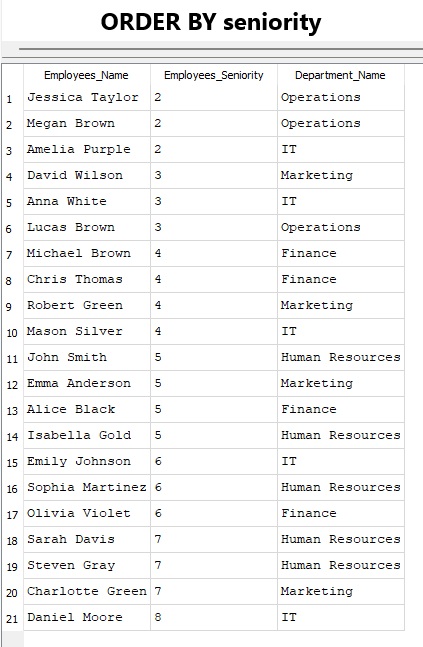 ORDER BY seniority
Employees_Name Employees_Seniority Department_Name
1 Jessica Taylor 2 Operations
2 Megan Brown 2 Operations
3 Amelia Purple 2 IT
4 David Wilson 3 Marketing
5 Anna White 3 IT
6 Lucas Brown 3 Operations
7 Michael Brown 4 Finance
8 Chris Thomas 4 Finance
9 Robert Green 4 Marketing
10 Mason Silver 4 IT
11 John Smith 5 Human Resources
12 Emma Anderson 5 Marketing
13 Alice Black 5 Finance
14 Isabella Gold 5 Human Resources
15 Emily Johnson 6 IT
16 Sophia Martinez 6 Human Resources
17 Olivia Violet 6 Finance
18 Sarah Davis 7 Human Resources
19 Steven Gray 7 Human Resources
20 Charlotte Green 7 Marketing
21 Daniel Moore 8 IT